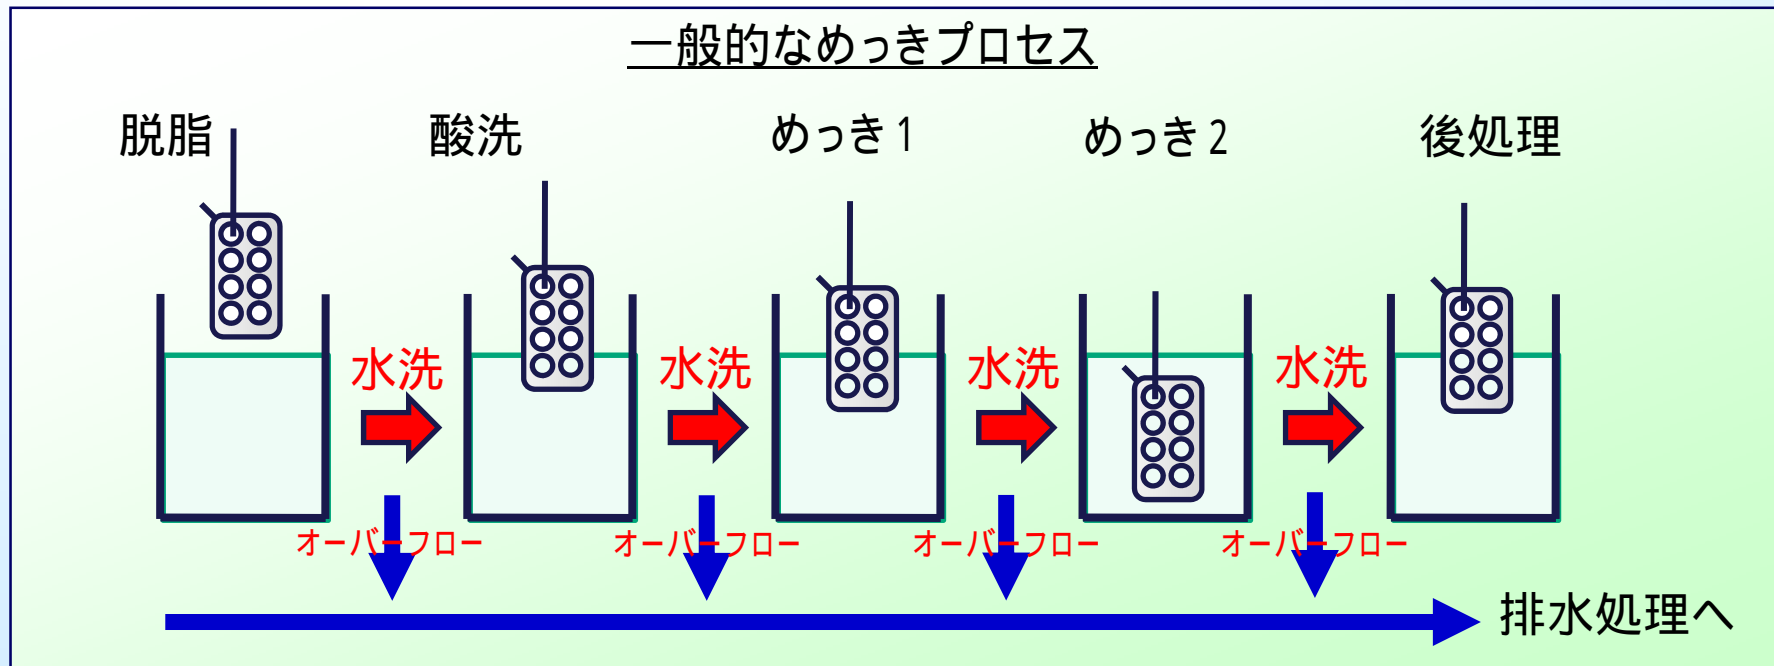 一般的なめっきプロセス
脱脂
酸洗
めっき1
めっき2
後処理
水洗
水洗
水洗
水洗
オーバーフロー
オーバーフロー
オーバーフロー
オーバーフロー
排水処理へ